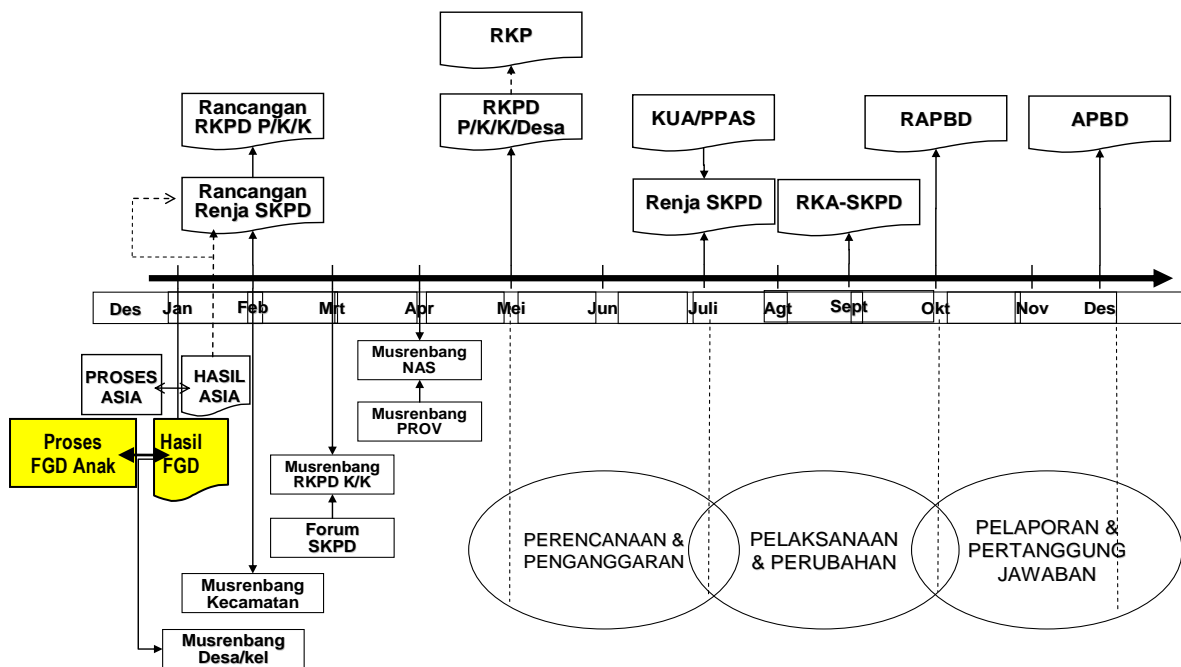 RKP
Rancangan
RKPD P/K/K
RKPD
P/K/K/Desa
KUA/PPAS
RAPBD
APBD
Rancangan
Renja SKPD
Renja SKPD
RKA-SKPD
Des
Jan
Feb
Mrt
Apr
Mei
Jun
Juli
Agt
Sept
Okt
Nov
Des
PROSES
ASIA
HASIL
ASIA
Musrenbang
NAS
Musrenbang
PROV
Proses
FGD Anak
Hasil
FGD
Musrenbang
RKPD K/K
Forum
SKPD
Musrenbang
Kecamatan
Musrenbang
Desa/kel
PERENCANAAN &
PENGANGGARAN
PELAKSANAAN
& PERUBAHAN
PELAPORAN &
PERTANGGUNG
JAWABAN